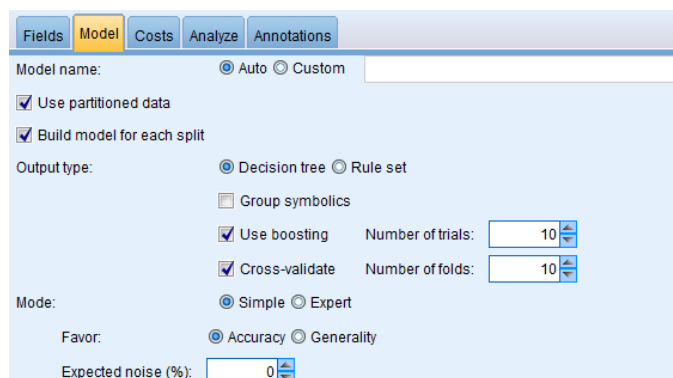 Fields Model Costs Analyze Annotations
Model name: Auto Custom
Use partitioned data
Build model for each split
Output type: Decision tree Rule set
Group symbolics
Use boosting Number of trials: 10
Cross-validate Number of folds: 10
Mode: Simple Expert
Favor: Accuracy Generality
Expected noise (%): 0